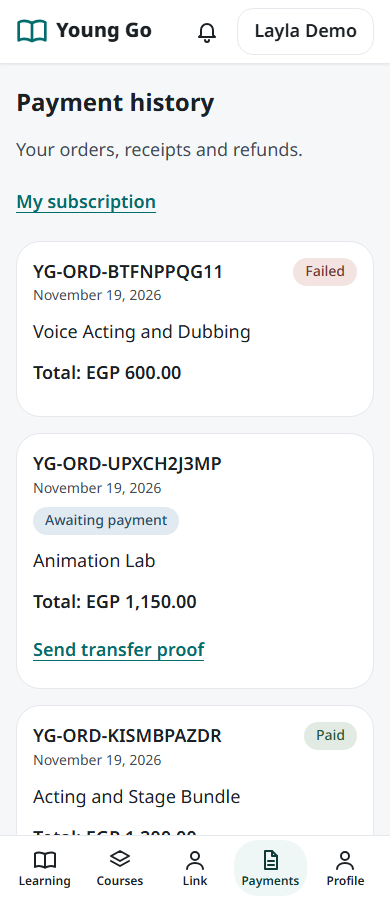 Young Go
Layla Demo
Payment history
Your orders, receipts and refunds.
My subscription
YG-ORD-BTFNPPQG11
Failed
November 19, 2026
Voice Acting and Dubbing
Total: EGP 600.00
YG-ORD-UPXCH2J3MP
November 19, 2026
Awaiting payment
Animation Lab
Total: EGP 1,150.00
Send transfer proof
YG-ORD-KISMBPAZDR
Paid
November 19, 2026
Acting and Stage Bundle
Total: EGP
Learning
Courses
Link
Payments
Profile